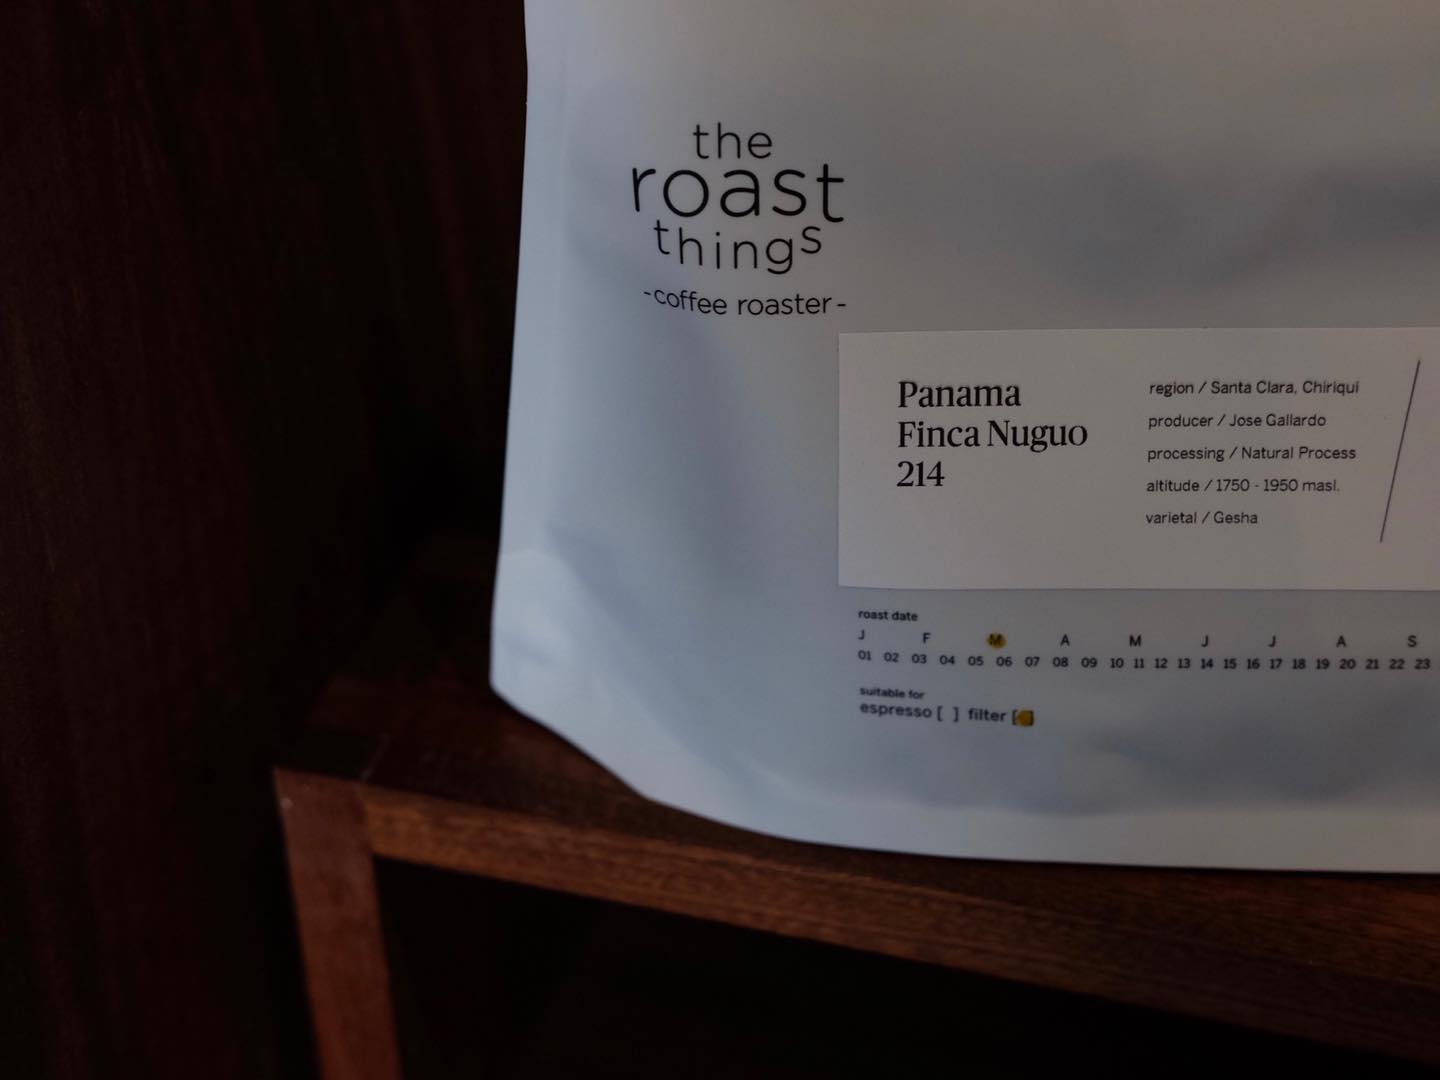 the
roast
things
-coffee roaster-
Panama
Finca Nuguo
214
region / Santa Clara, Chiriqui
producer / Jose Gallardo
processing / Natural Process
altitude / 1750 - 1950 masl.
varietal / Gesha
roast date
J F M A M J J A S
01 02 03 04 05 06 07 08 09 10 11 12 13 14 15 16 17 18 19 20 21 22 23
suitable for
espresso [ ] filter [ ]